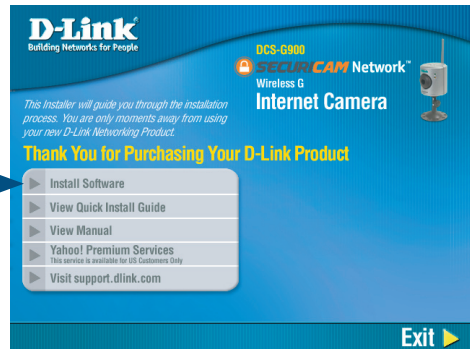 D-Link®
Building Networks for People
DCS-G900
SECURICAM Network™
Wireless G
Internet Camera
This Installer will guide you through the installation
process. You are only moments away from using
your new D-Link Networking Product.
Thank You for Purchasing Your D-Link Product
Install Software
View Quick Install Guide
View Manual
Yahoo! Premium Services
This service is available for US Customers Only
Visit support.dlink.com
Exit